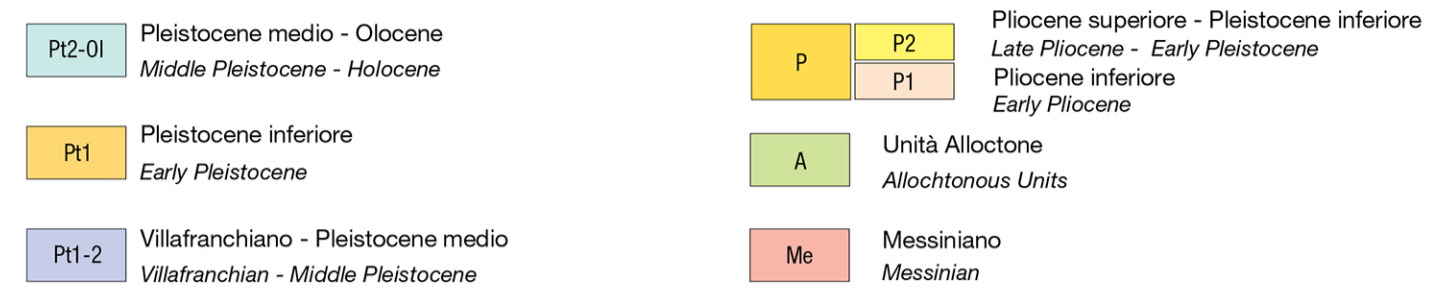 Pt2-Ol
Pleistocene medio - Olocene
Middle Pleistocene - Holocene
Pt1
Pleistocene inferiore
Early Pleistocene
Pt1-2
Villafranchiano - Pleistocene medio
Villafranchian - Middle Pleistocene
P
P2
Pliocene superiore - Pleistocene inferiore
Late Pliocene - Early Pleistocene
P1
Pliocene inferiore
Early Pliocene
A
Unità Alloctone
Allochtonous Units
Me
Messiniano
Messinian